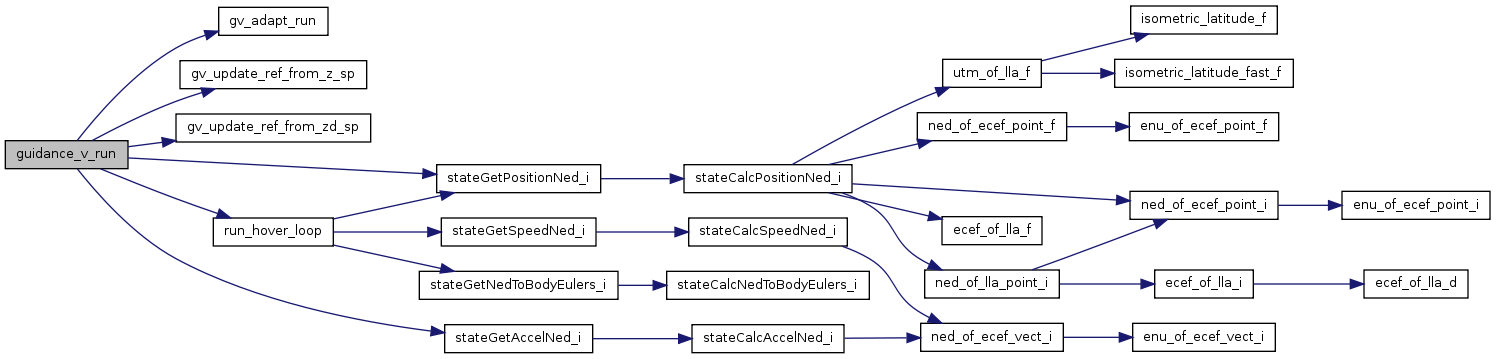 guidance_v_run
gv_adapt_run
gv_update_ref_from_z_sp
gv_update_ref_from_zd_sp
run_hover_loop
stateGetPositionNed_i
stateGetSpeedNed_i
stateGetNedToBodyEulers_i
stateGetAccelNed_i
stateCalcPositionNed_i
stateCalcSpeedNed_i
stateCalcNedToBodyEulers_i
stateCalcAccelNed_i
utm_of_lla_f
ned_of_ecef_point_f
ecef_of_lla_f
ned_of_lla_point_i
ned_of_ecef_vect_i
isometric_latitude_f
isometric_latitude_fast_f
enu_of_ecef_point_f
ned_of_ecef_point_i
ecef_of_lla_i
enu_of_ecef_vect_i
enu_of_ecef_point_i
ecef_of_lla_d